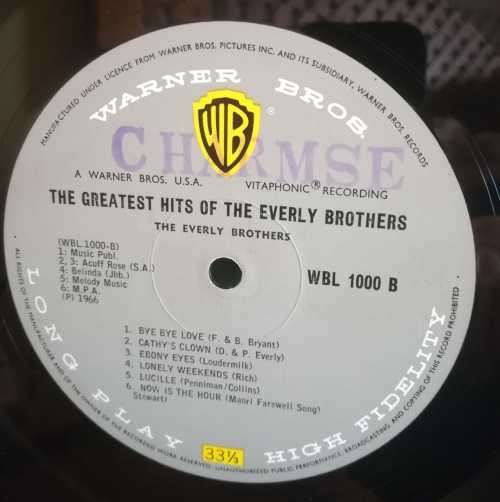 MANUFACTURED UNDER LICENCE FROM WARNER BROS. PICTURES INC. AND ITS SUBSIDIARY, WARNER BROS. RECORDS
WARNER BROS.
WB
®
CHARMSE
A WARNER BROS. U.S.A. VITAPHONIC® RECORDING
THE GREATEST HITS OF THE EVERLY BROTHERS
THE EVERLY BROTHERS
(WBL.1000-B)
1: Music Publ.
2, 3: Acuff Rose (S.A.)
4: Belinda (Jhb.)
5: Melody Music
6: M.P.A.
(P) 1966
WBL 1000 B
1. BYE BYE LOVE (F. & B. Bryant)
2. CATHY'S CLOWN (D. & P. Everly)
3. EBONY EYES (Loudermilk)
4. LONELY WEEKENDS (Rich)
5. LUCILLE (Penniman/Collins)
6. NOW IS THE HOUR (Maori Farewell Song)
Stewart)
LONG PLAY
33⅓
HIGH FIDELITY
ALL RIGHTS OF THE MANUFACTURER AND OF THE OWNER OF THE RECORDED WORK RESERVED. UNAUTHORISED PUBLIC PERFORMANCE, BROADCASTING AND COPYING OF THIS RECORD PROHIBITED.